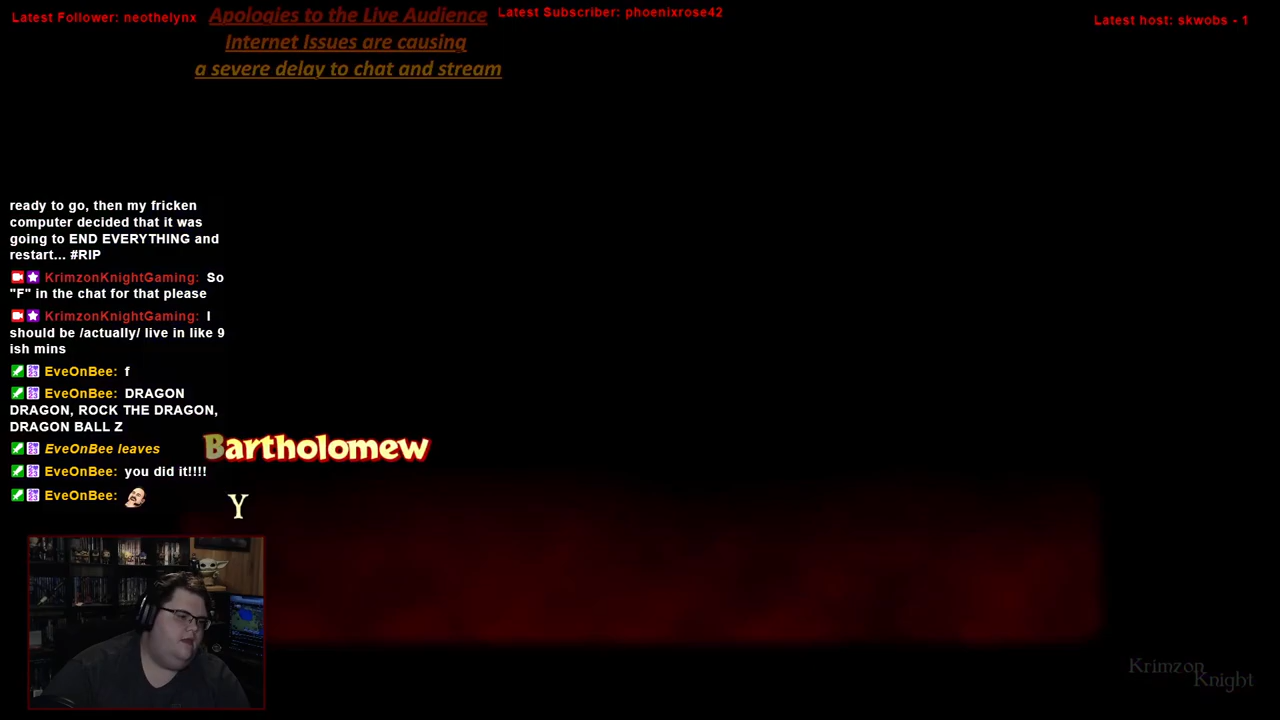 Latest Follower: neothelynx
Apologies to the Live Audience
Internet Issues are causing
a severe delay to chat and stream
Latest Subscriber: phoenixrose42
Latest host: skwobs - 1
ready to go, then my fricken
computer decided that it was
going to END EVERYTHING and
restart... #RIP
KrimzonKnightGaming: So
"F" in the chat for that please
KrimzonKnightGaming: I
should be /actually/ live in like 9
ish mins
EveOnBee: f
EveOnBee: DRAGON
DRAGON, ROCK THE DRAGON,
DRAGON BALL Z
EveOnBee leaves
EveOnBee: you did it!!!!
EveOnBee:
Bartholomew
Y
Krimzon
Knight